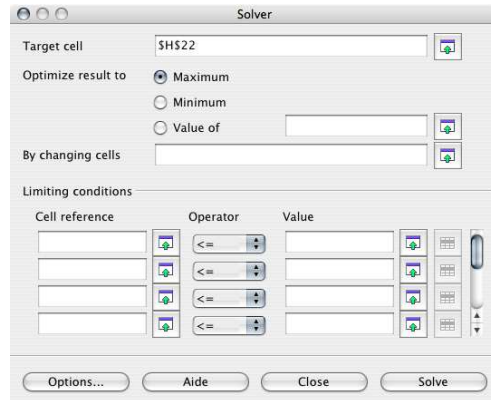 Solver
Target cell $H$22
Optimize result to Maximum
Minimum
Value of
By changing cells
Limiting conditions
Cell reference Operator Value
<=
<=
<=
<=
Options... Aide Close Solve